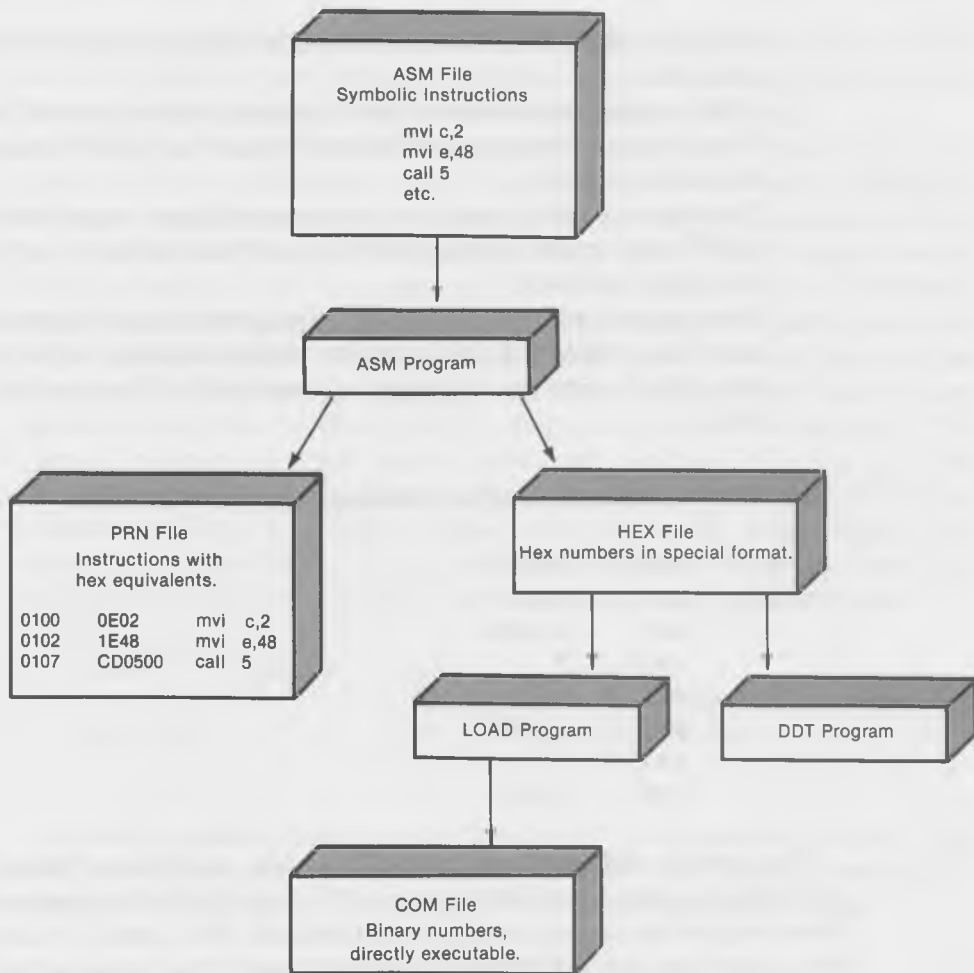 ASM File
Symbolic Instructions
mvi c,2
mvi e,48
call 5
etc.
ASM Program
PRN File
Instructions with
hex equivalents.
0100 0E02 mvi c,2
0102 1E48 mvi e,48
0107 CD0500 call 5
HEX File
Hex numbers in special format.
LOAD Program
DDT Program
COM File
Binary numbers,
directly executable.